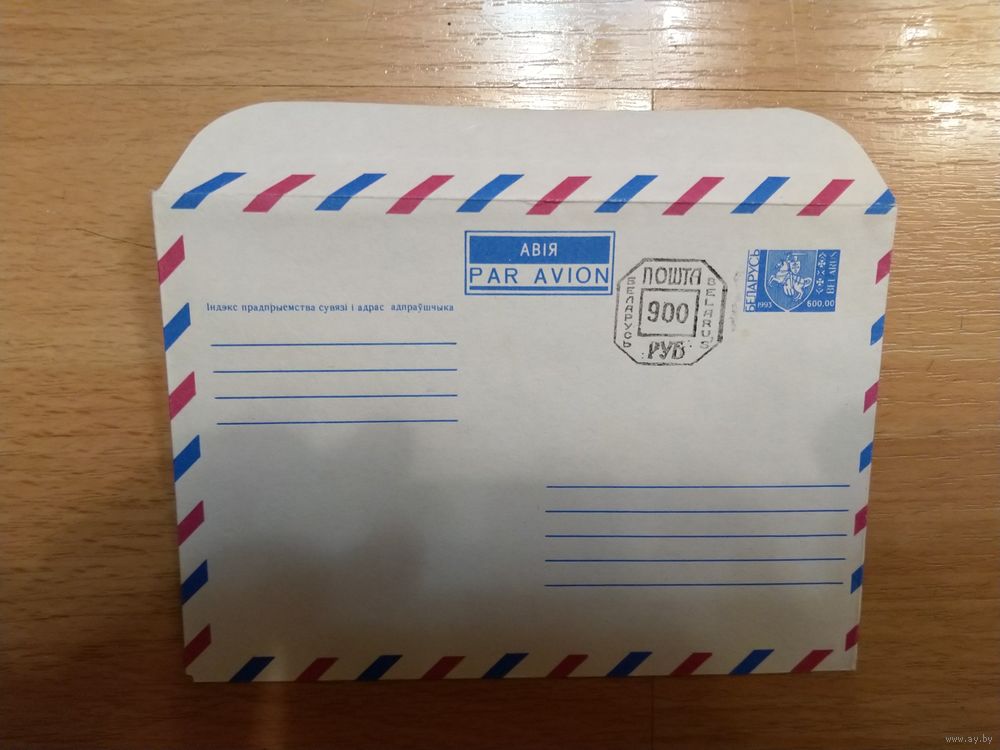 АВІЯ
PAR AVION
ПОШТА
БЕЛАРУСЬ
900
BELARUS
РУБ
БЕЛАРУСЬ
BELARUS
1993
600.00
Індэкс прадпрыемства сувязі і адрас адпраўшчыка
www.ay.by